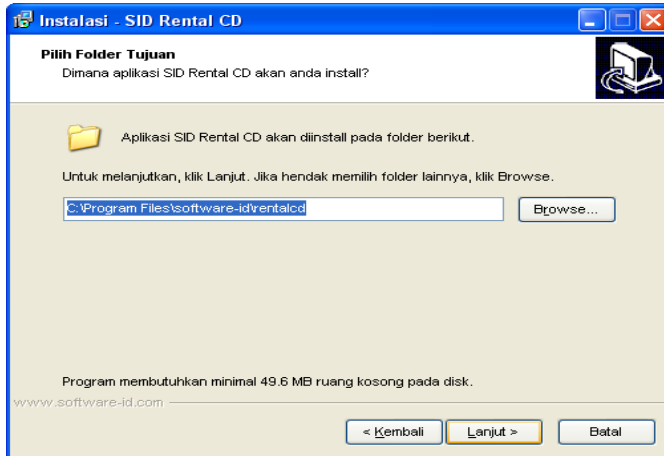 Instalasi - SID Rental CD
Pilih Folder Tujuan
Dimana aplikasi SID Rental CD akan anda install?
Aplikasi SID Rental CD akan diinstall pada folder berikut.
Untuk melanjutkan, klik Lanjut. Jika hendak memilih folder lainnya, klik Browse.
C:\Program Files\software-id\rentalcd
Browse...
Program membutuhkan minimal 49.6 MB ruang kosong pada disk.
www.software-id.com
< Kembali
Lanjut >
Batal